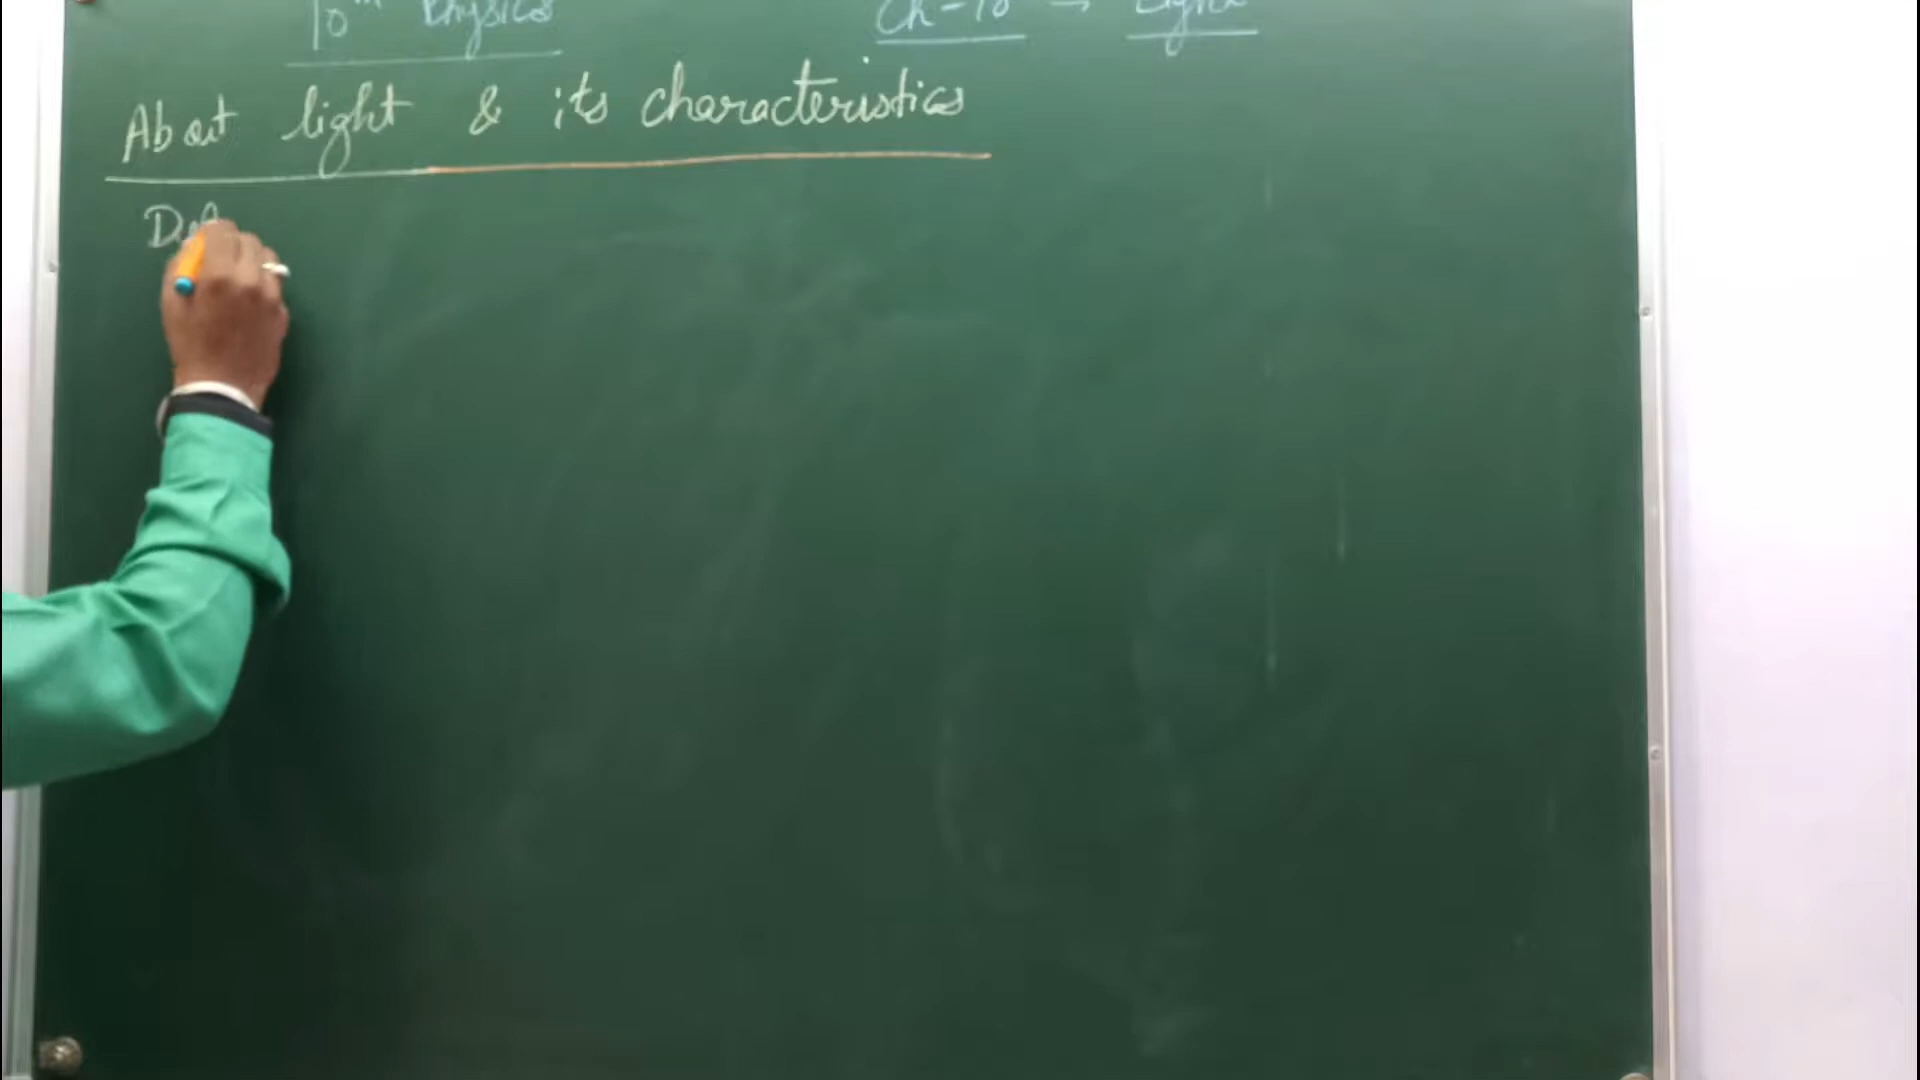 10th Physics Ch-10 → Light
About light & its characteristics
Def